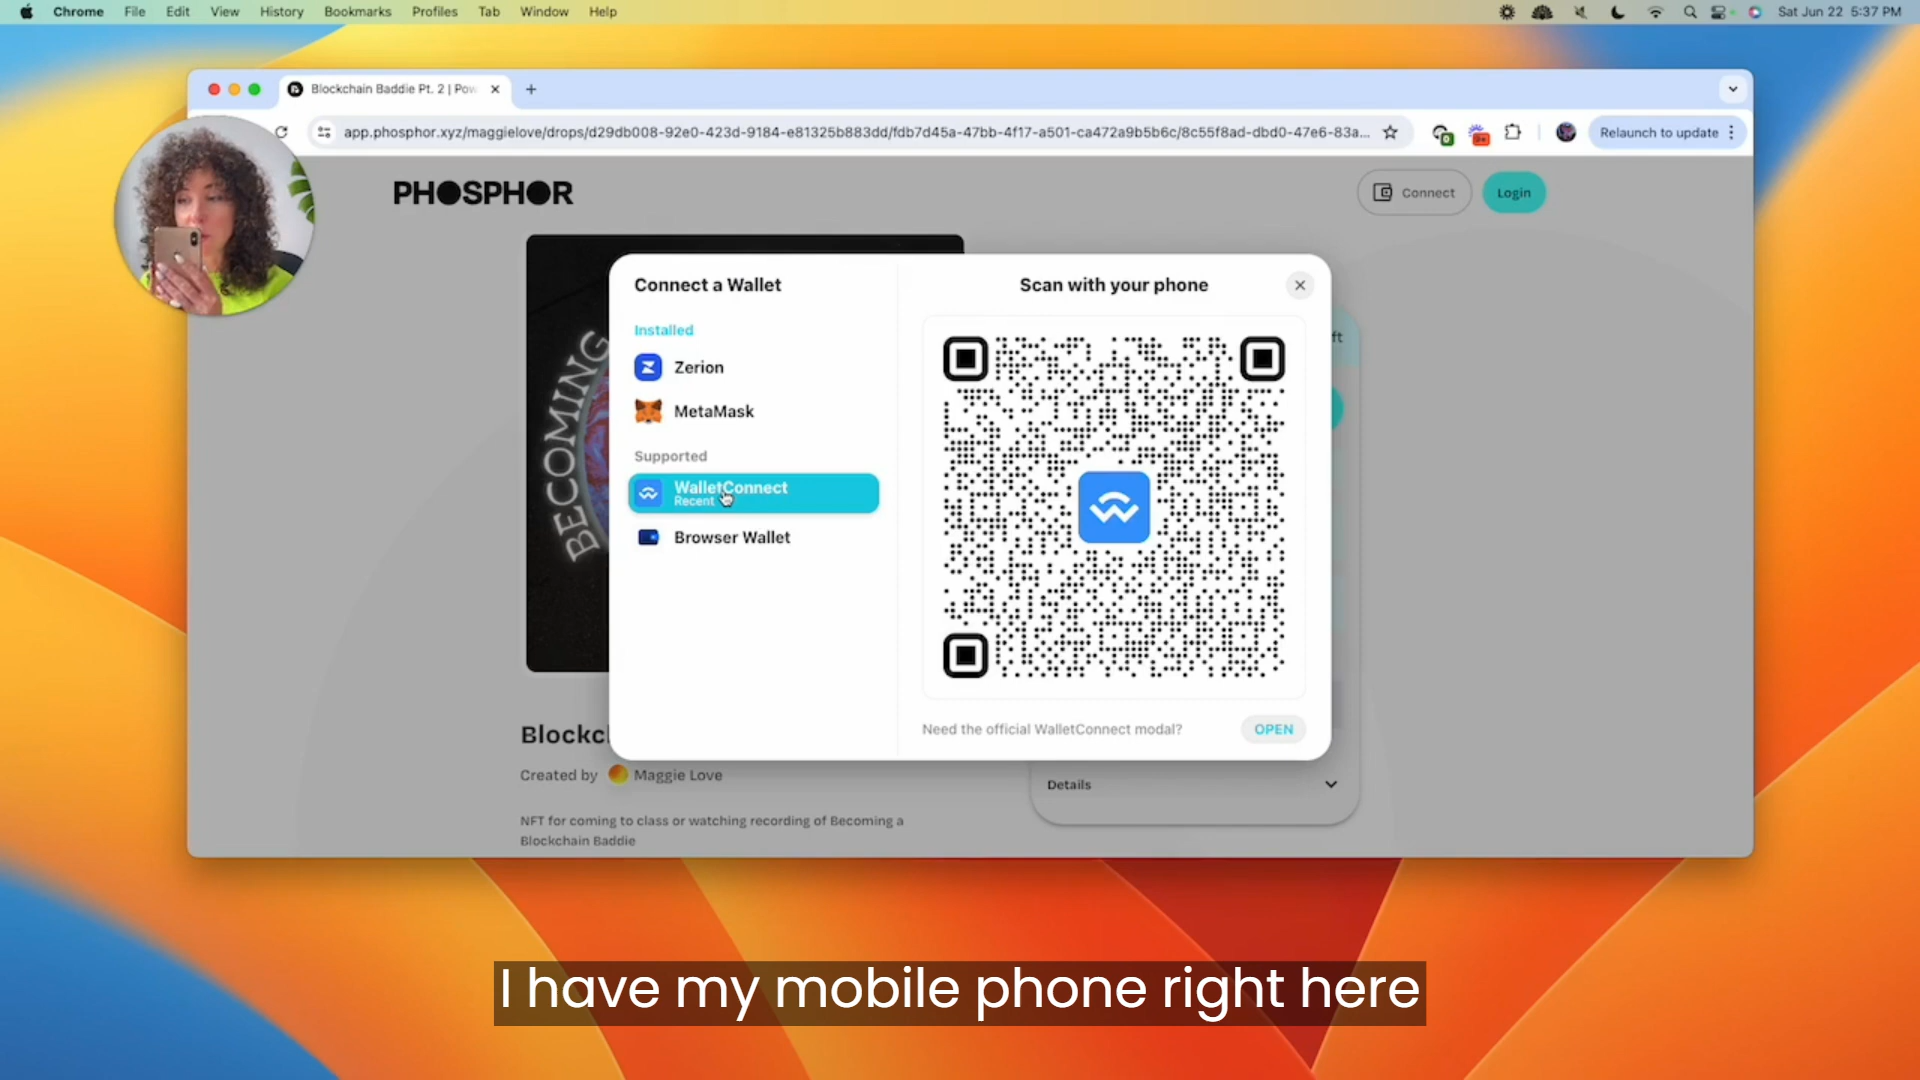 Chrome File Edit View History Bookmarks Profiles Tab Window Help
Sat Jun 22 5:37 PM
Blockchain Baddie Pt. 2 | Pow
app.phosphor.xyz/maggielove/drops/d29db008-92e0-423d-9184-e81325b883dd/fdb7d45a-47bb-4f17-a501-ca472a9b5b6c/8c55f8ad-dbd0-47e6-83a...
Relaunch to update
PHOSPHOR
Connect
Login
BECOMING
Connect a Wallet
Installed
Zerion
MetaMask
Supported
WalletConnect
Recent
Browser Wallet
Scan with your phone
Need the official WalletConnect modal?
OPEN
ft
Blockc
Created by Maggie Love
NFT for coming to class or watching recording of Becoming a
Blockchain Baddie
Details
I have my mobile phone right here